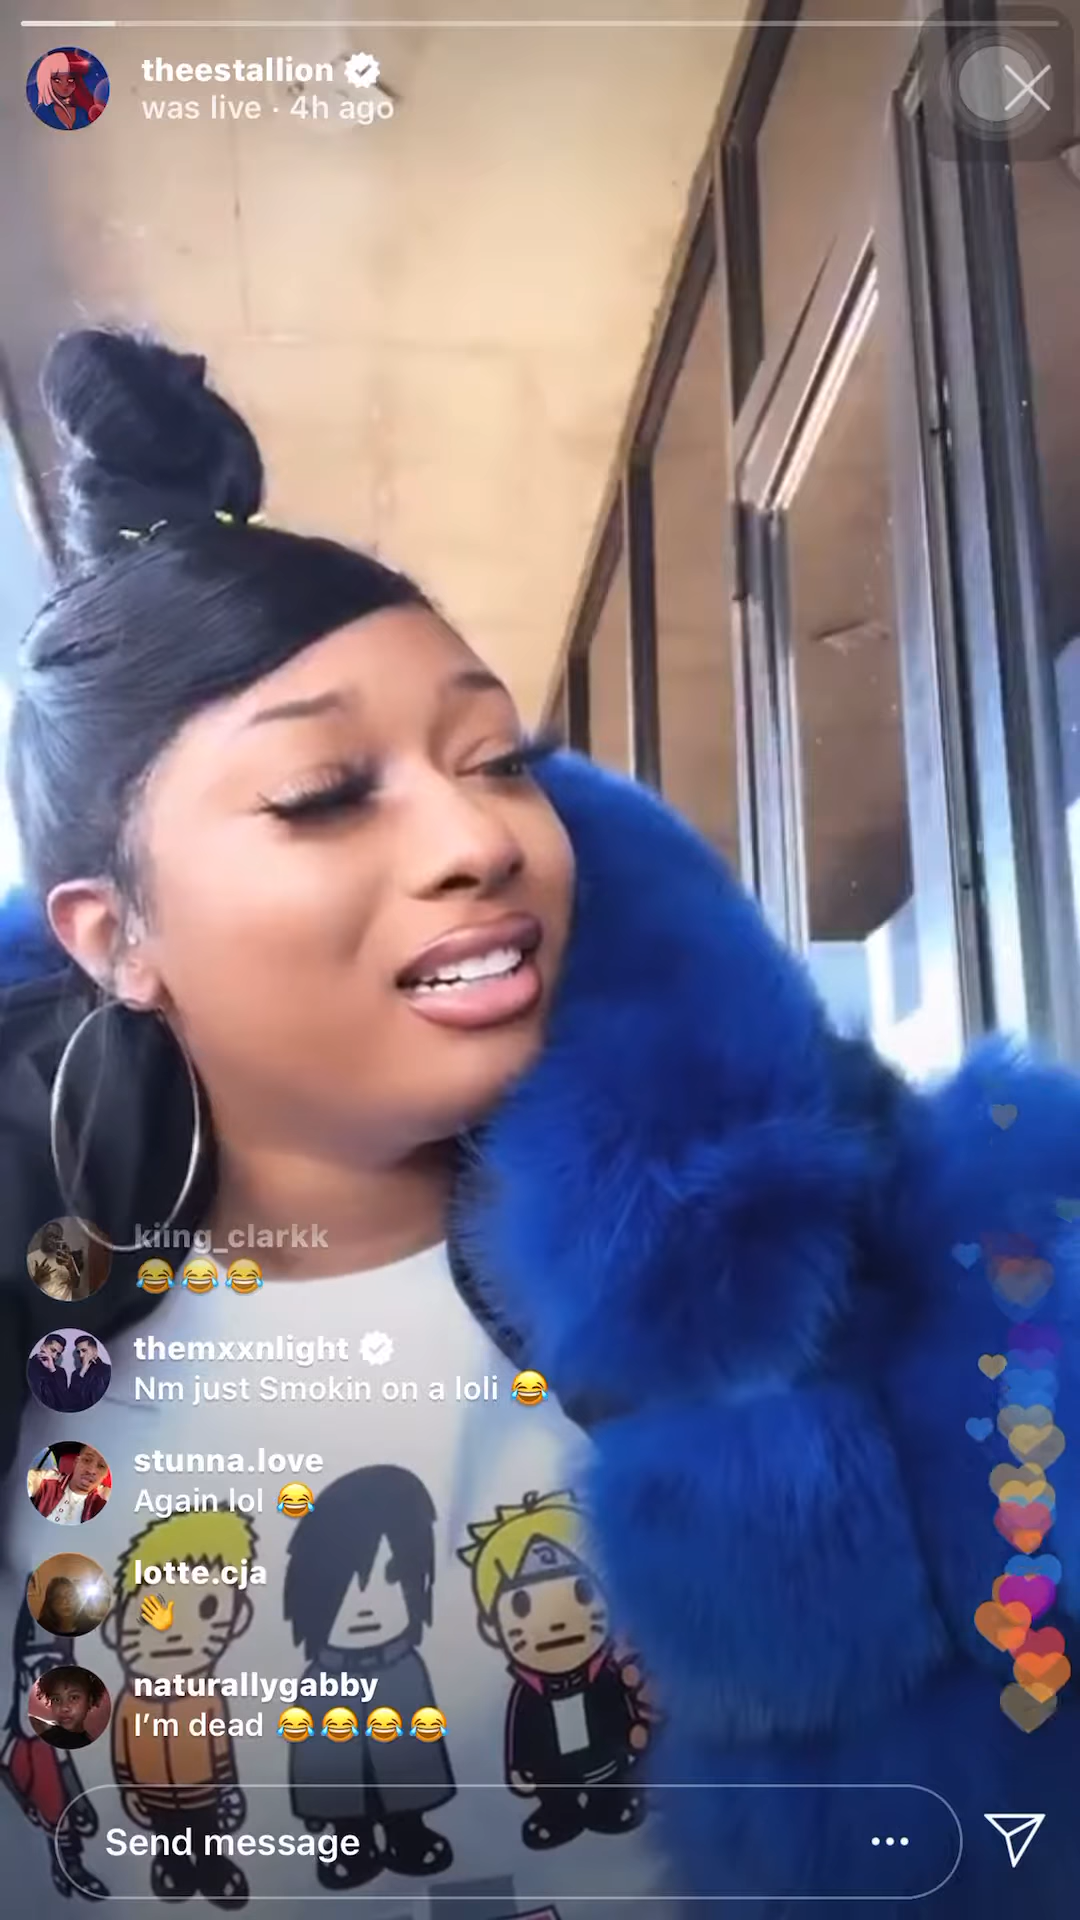 theestallion
was live · 4h ago
kiing_clarkk
😂😂😂
themxxnlight
Nm just Smokin on a loli 😂
stunna.love
Again lol 😂
lotte.cja
👋
naturallygabby
I’m dead 😂😂😂😂
Send message